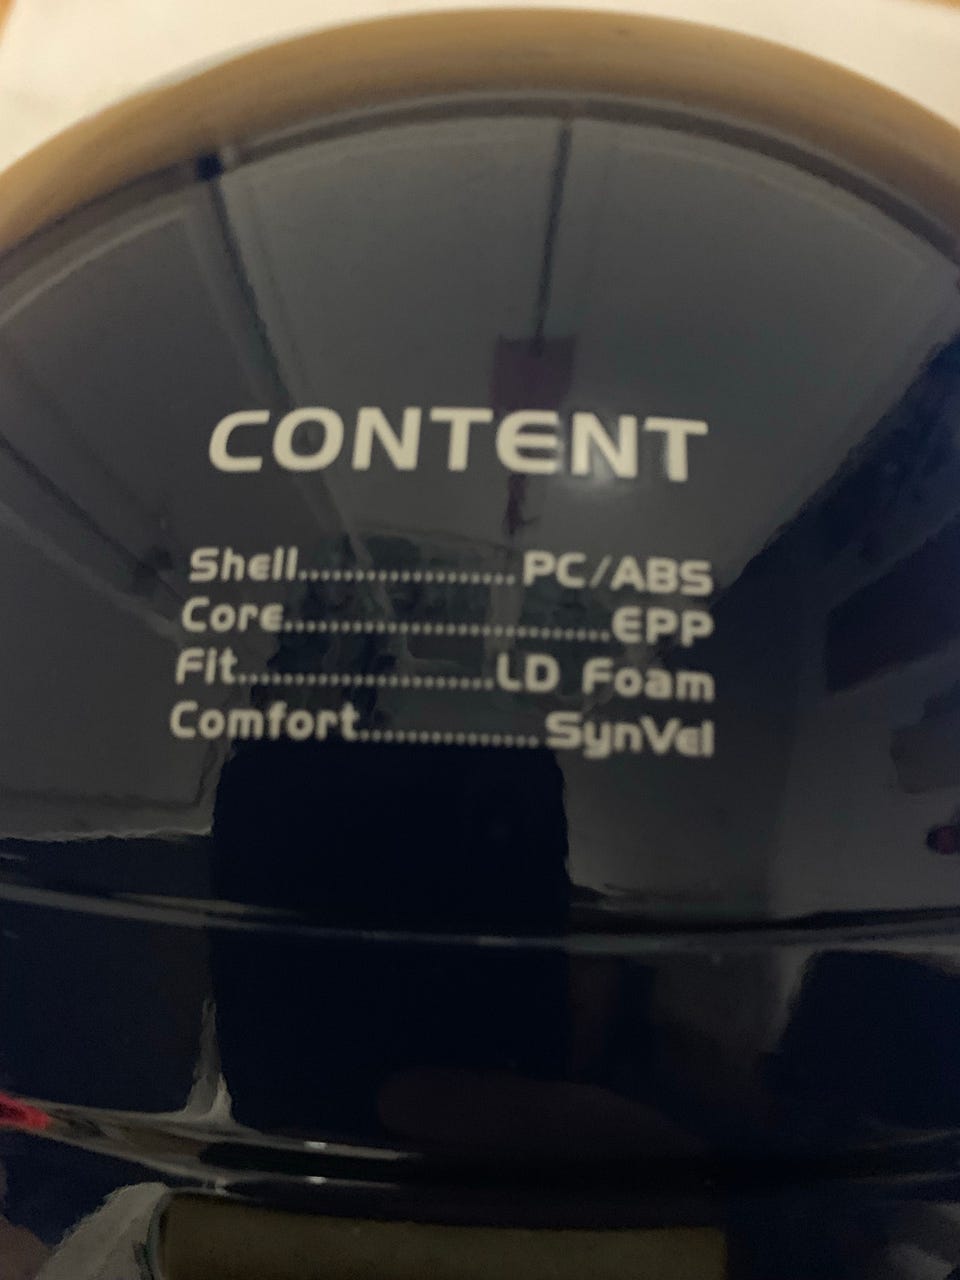 CONTENT
Shell...................PC/ABS
Core.............................EPP
Fit.......................LD Foam
Comfort................SynVel